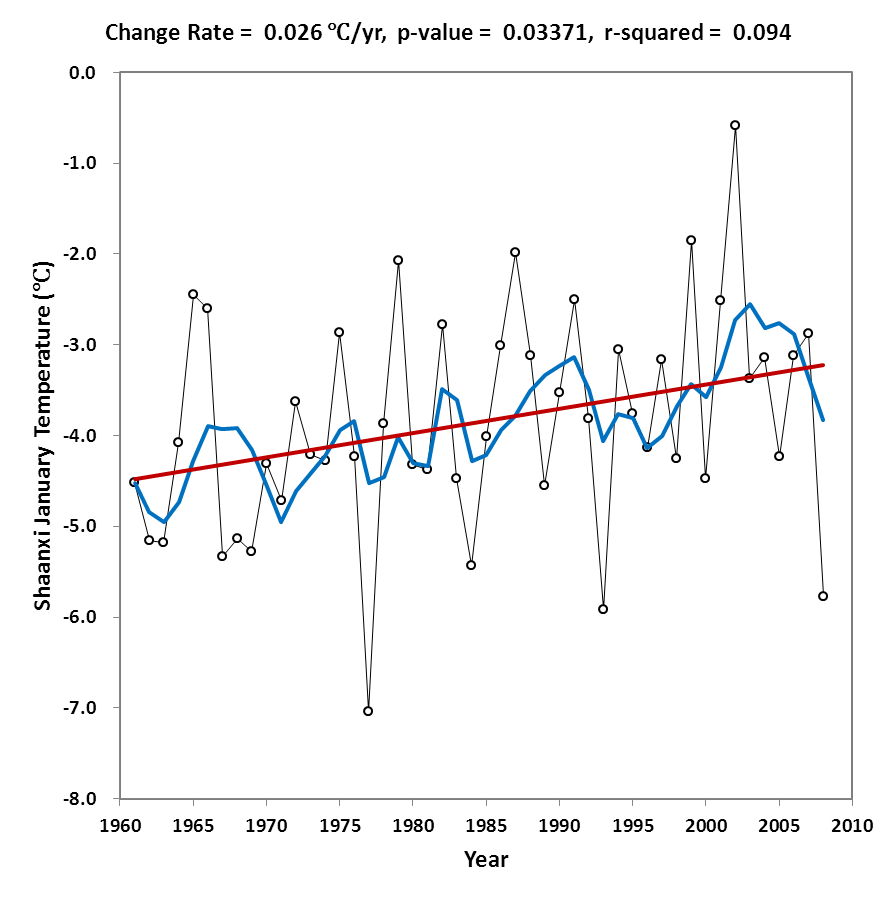 Change Rate = 0.026 ℃/yr, p-value = 0.03371, r-squared = 0.094
0.0
-1.0
-2.0
-3.0
-4.0
-5.0
-6.0
-7.0
-8.0
Shaanxi January Temperature (℃)
1960 1965 1970 1975 1980 1985 1990 1995 2000 2005 2010
Year